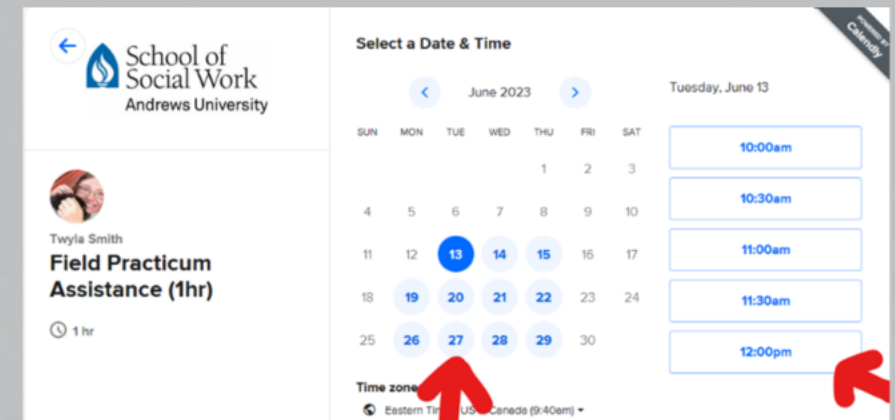 School of
Social Work
Andrews University
Twyla Smith
Field Practicum
Assistance (1hr)
1 hr
Select a Date & Time
June 2023
SUN MON TUE WED THU FRI SAT
1 2 3
4 5 6 7 8 9 10
11 12 13 14 15 16 17
18 19 20 21 22 23 24
25 26 27 28 29 30
Time zone
Eastern Ti US Canada (9:40am)
Tuesday, June 13
10:00am
10:30am
11:00am
11:30am
12:00pm
POWERED BY
Calendly